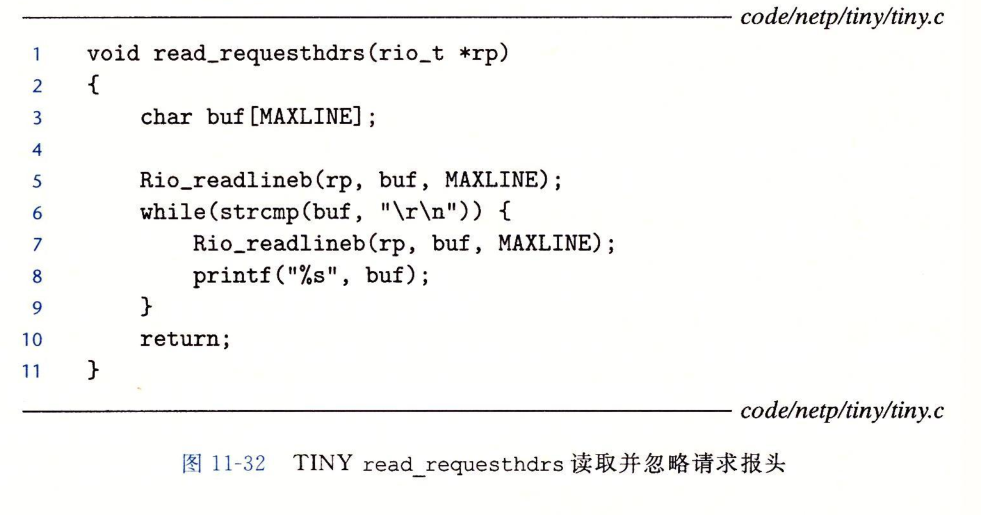 code/netp/tiny/tiny.c
1 void read_requesthdrs(rio_t *rp)
2 {
3 char buf[MAXLINE];
4
5 Rio_readlineb(rp, buf, MAXLINE);
6 while(strcmp(buf, "\r\n")) {
7 Rio_readlineb(rp, buf, MAXLINE);
8 printf("%s", buf);
9 }
10 return;
11 }
code/netp/tiny/tiny.c
图 11-32 TINY read_requesthdrs 读取并忽略请求报头